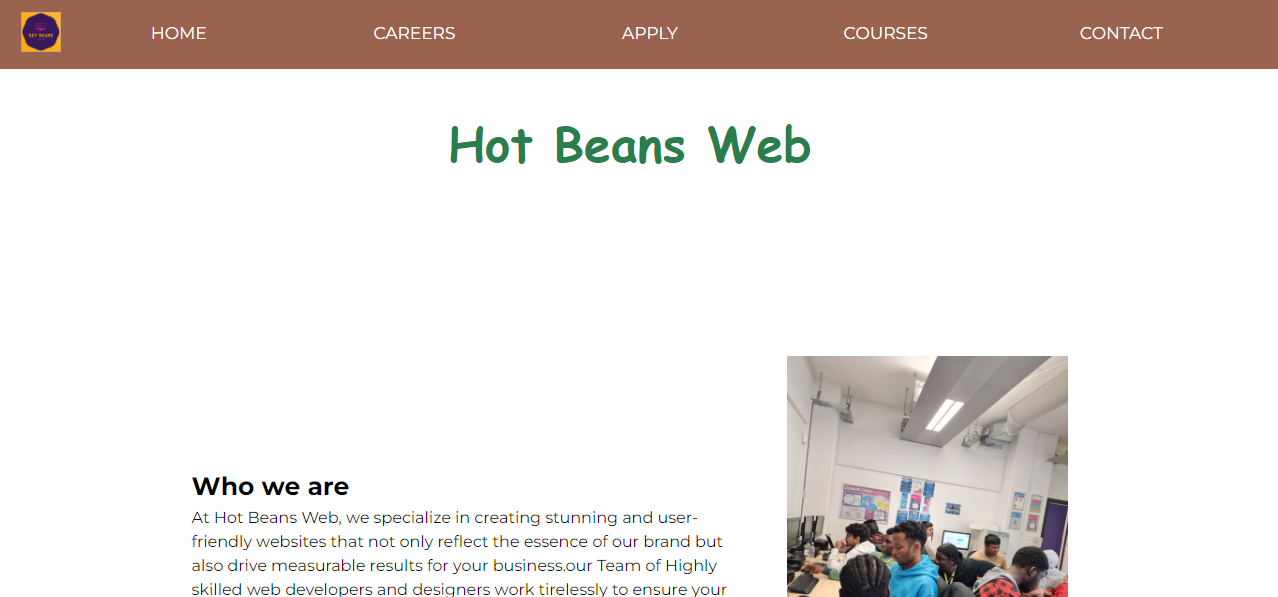 HOT BEANS
HOME
CAREERS
APPLY
COURSES
CONTACT
Hot Beans Web
Who we are
At Hot Beans Web, we specialize in creating stunning and user-
friendly websites that not only reflect the essence of our brand but
also drive measurable results for your business.our Team of Highly
skilled web developers and designers work tirelessly to ensure your